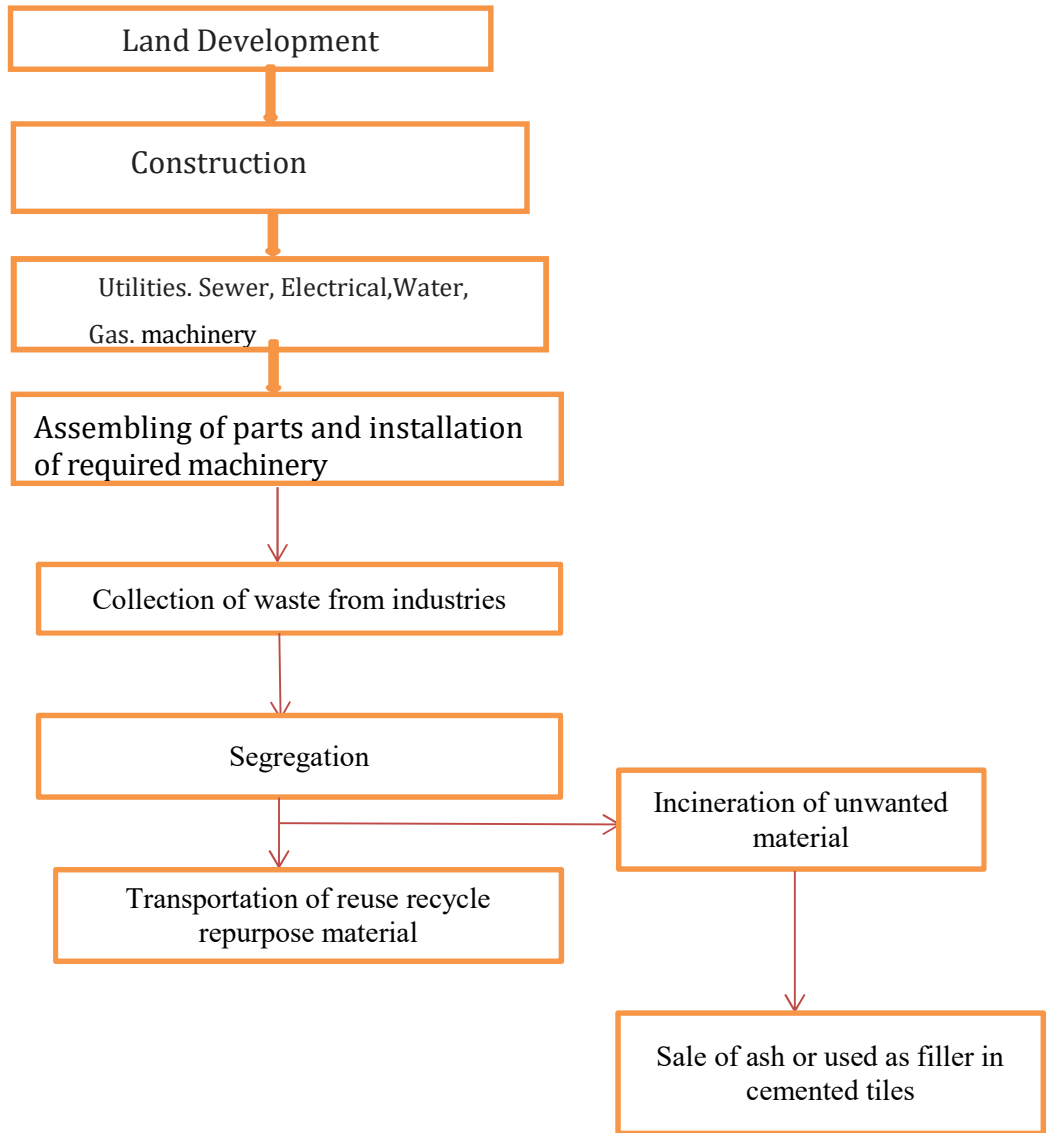 Land Development
Construction
Utilities. Sewer, Electrical,Water,
Gas. machinery
Assembling of parts and installation
of required machinery
Collection of waste from industries
Segregation
Incineration of unwanted
material
Transportation of reuse recycle
repurpose material
Sale of ash or used as filler in
cemented tiles